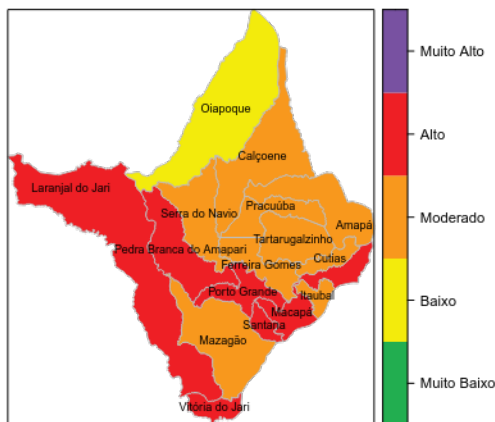 Oiapoque
Calçoene
Laranjal do Jari
Pracuúba
Serra do Navio
Amapá
Tartarugalzinho
Pedra Branca do Amapari
Cutias
Ferreira Gomes
Porto Grande
Itaubal
Macapá
Santana
Mazagão
Vitória do Jari
Muito Alto
Alto
Moderado
Baixo
Muito Baixo